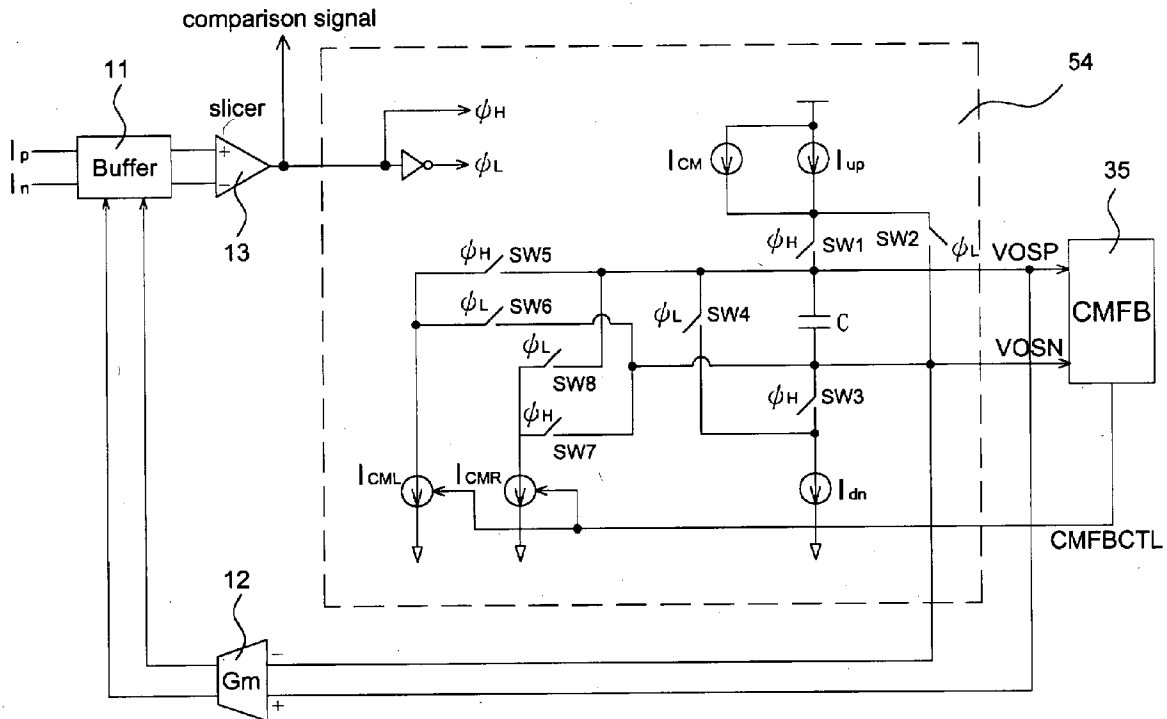 comparison signal
11
slicer
54
Ip
In
Buffer
+
−
13
ϕH
ϕL
ICM
Iup
35
ϕH
SW1
SW2
ϕL
VOSP
ϕH
SW5
ϕL
SW6
ϕL
SW4
C
CMFB
VOSN
ϕL
SW8
ϕH
SW3
ϕH
SW7
ICML
ICMR
Idn
CMFBCTL
12
Gm
−
+